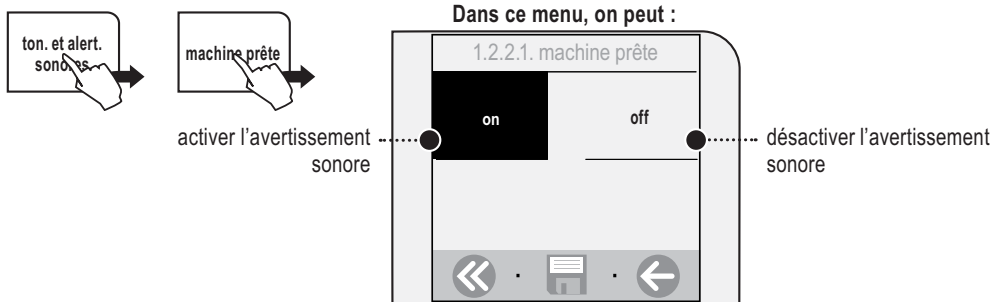 Dans ce menu, on peut :
ton. et alert.
sonores
machine prête
1.2.2.1. machine prête
on
off
activer l'avertissement
sonore
désactiver l'avertissement
sonore